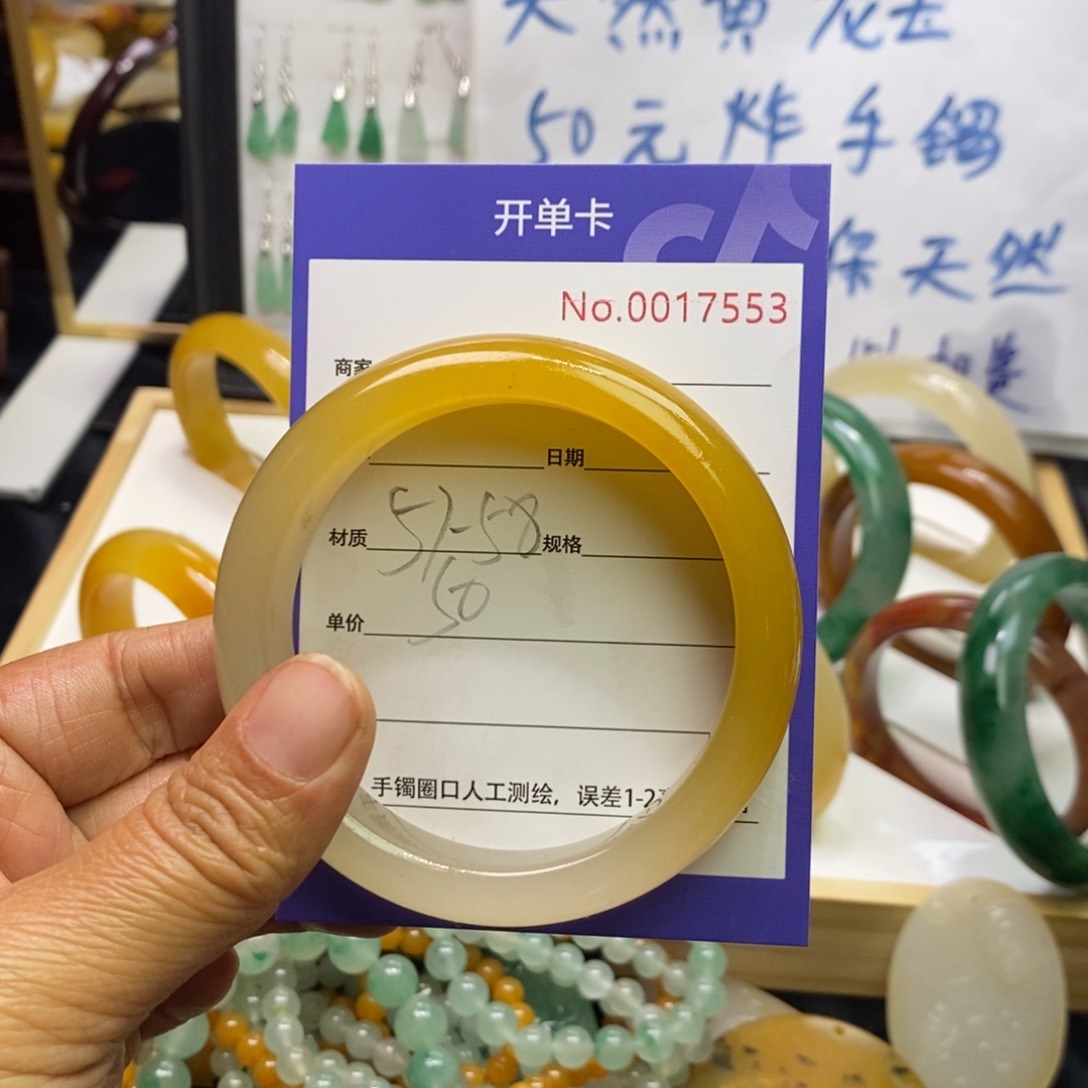 天然黄龙玉
50元炸手镯
保天然
开单卡
No.0017553
商家
日期
57-58
材质 规格
50
单价
手镯圈口人工测绘，误差1-2